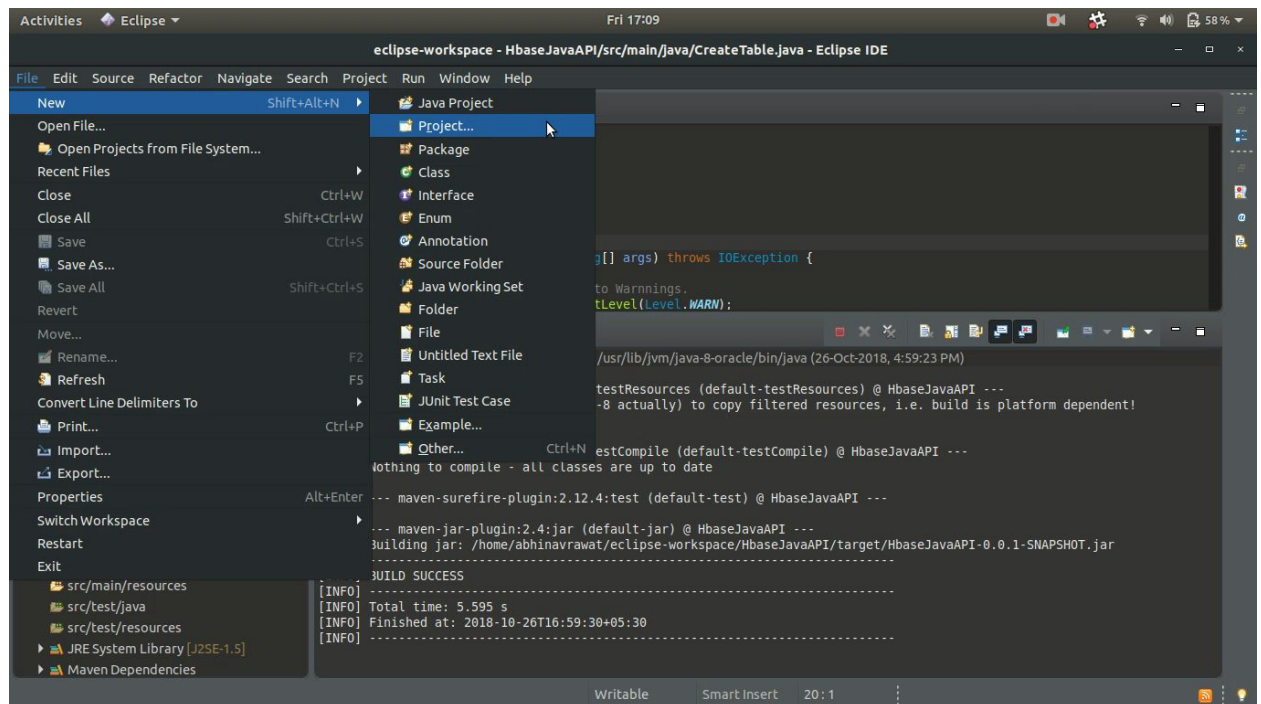 Activities Eclipse Fri 17:09 58 %
eclipse-workspace - HbaseJavaAPI/src/main/java/CreateTable.java - Eclipse IDE
File Edit Source Refactor Navigate Search Project Run Window Help
New Shift+Alt+N
Open File...
Open Projects from File System...
Recent Files
Close Ctrl+W
Close All Shift+Ctrl+W
Save Ctrl+S
Save As...
Save All Shift+Ctrl+S
Revert
Move...
Rename... F2
Refresh F5
Convert Line Delimiters To
Print... Ctrl+P
Import...
Export...
Properties Alt+Enter
Switch Workspace
Restart
Exit
Java Project
Project...
Package
Class
Interface
Enum
Annotation
Source Folder
Java Working Set
Folder
File
Untitled Text File
Task
JUnit Test Case
Example...
Other... Ctrl+N
g[] args) throws IOException {
to Warnnings.
tLevel(Level.WARN);
/usr/lib/jvm/java-8-oracle/bin/java (26-Oct-2018, 4:59:23 PM)
testResources (default-testResources) @ HbaseJavaAPI ---
-8 actually) to copy filtered resources, i.e. build is platform dependent!
estCompile (default-testCompile) @ HbaseJavaAPI ---
Nothing to compile - all classes are up to date
--- maven-surefire-plugin:2.12.4:test (default-test) @ HbaseJavaAPI ---
--- maven-jar-plugin:2.4:jar (default-jar) @ HbaseJavaAPI ---
Building jar: /home/abhinavrawat/eclipse-workspace/HbaseJavaAPI/target/HbaseJavaAPI-0.0.1-SNAPSHOT.jar
------------------------------------------------------------------------
BUILD SUCCESS
[INFO] ------------------------------------------------------------------------
[INFO] Total time: 5.595 s
[INFO] Finished at: 2018-10-26T16:59:30+05:30
[INFO] ------------------------------------------------------------------------
src/main/resources
src/test/java
src/test/resources
JRE System Library [J2SE-1.5]
Maven Dependencies
Writable Smart Insert 20 : 1